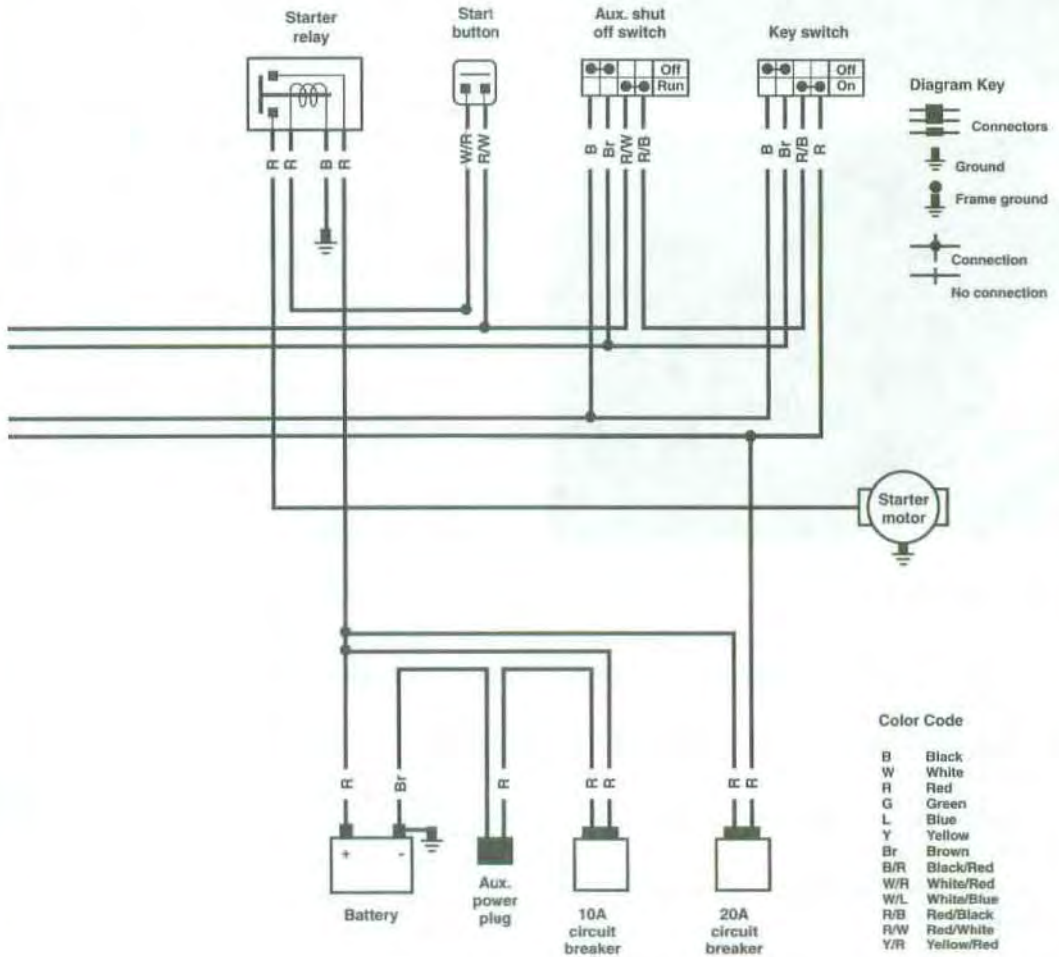 Starter
relay
Start
button
Aux. shut
off switch
Off
Run
Key switch
Off
On
Diagram Key
Connectors
Ground
Frame ground
Connection
No connection
R
R
B
R
W/R
R/W
B
Br
R/W
R/B
B
Br
R/B
R
Starter
motor
R
Br
R
R
R
R
R
+
-
Battery
Aux.
power
plug
10A
circuit
breaker
20A
circuit
breaker
Color Code
B Black
W White
R Red
G Green
L Blue
Y Yellow
Br Brown
B/R Black/Red
W/R White/Red
W/L White/Blue
R/B Red/Black
R/W Red/White
Y/R Yellow/Red